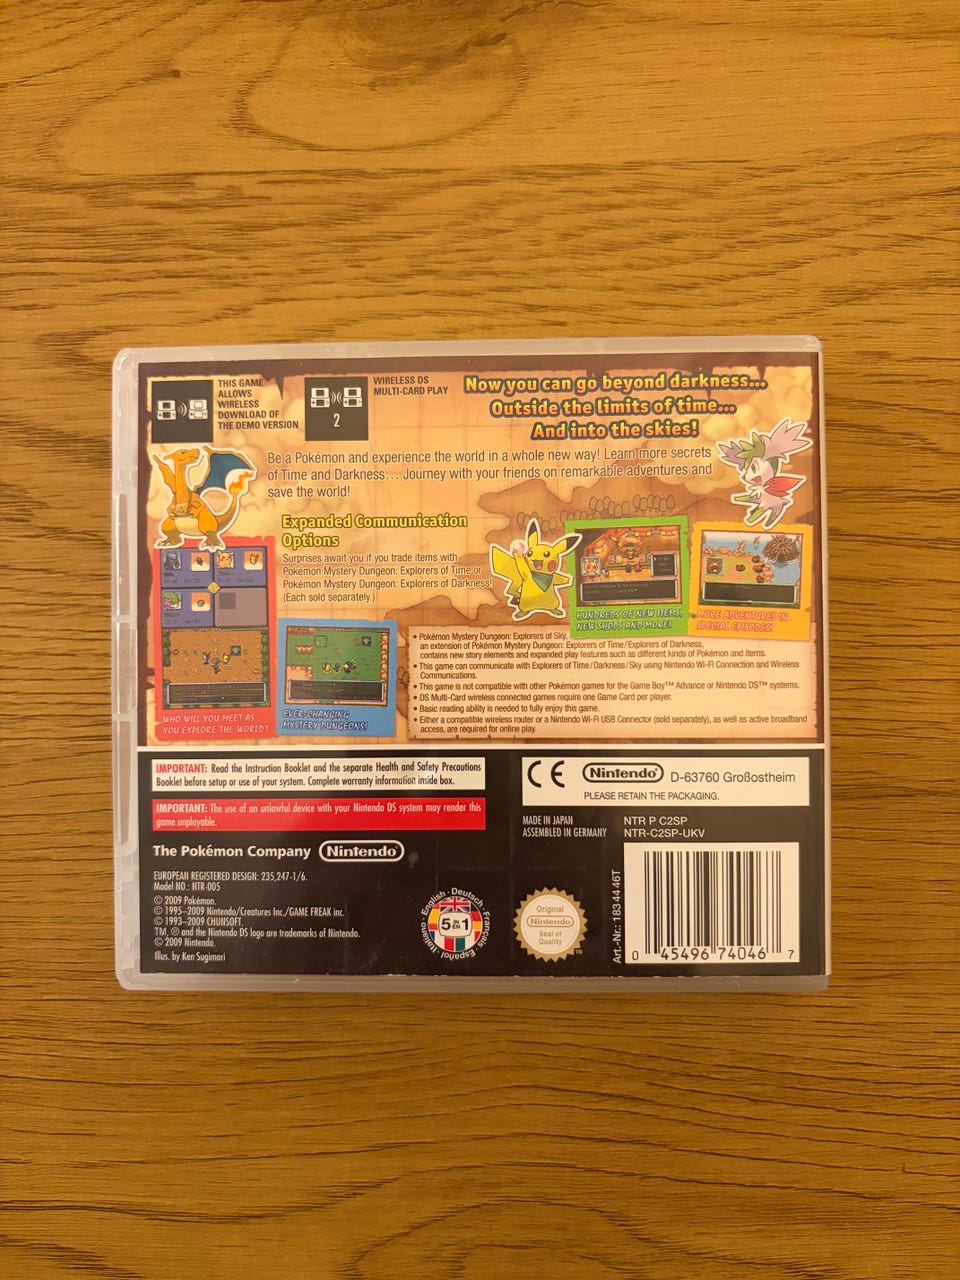 THIS GAME
ALLOWS
WIRELESS
DOWNLOAD OF
THE DEMO VERSION
WIRELESS DS
MULTI-CARD PLAY
2
Now you can go beyond darkness...
Outside the limits of time...
And into the skies!
Be a Pokémon and experience the world in a whole new way! Learn more secrets
of Time and Darkness... Journey with your friends on remarkable adventures and
save the world!
Expanded Communication
Options
Surprises await you if you trade items with
Pokémon Mystery Dungeon: Explorers of Time or
Pokémon Mystery Dungeon: Explorers of Darkness!
(Each sold separately.)
HUNDREDS OF NEW ITEMS,
NEW SHOPS AND MORE!
MORE ADVENTURES IN
SPECIAL EPISODES!
WHO WILL YOU MEET AS
YOU EXPLORE THE WORLD?
EVER-CHANGING
MYSTERY DUNGEONS!
• Pokémon Mystery Dungeon: Explorers of Sky,
an extension of Pokémon Mystery Dungeon: Explorers of Time/Explorers of Darkness,
contains new story elements and expanded play features such as different kinds of Pokémon and items.
• This game can communicate with Explorers of Time/Darkness/Sky using Nintendo Wi-Fi Connection and Wireless
Communications.
• This game is not compatible with other Pokémon games for the Game Boy™ Advance or Nintendo DS™ systems.
• DS Multi-Card wireless connected games require one Game Card per player.
• Basic reading ability is needed to fully enjoy this game.
• Either a compatible wireless router or a Nintendo Wi-Fi USB Connector (sold separately), as well as active broadband
access, are required for online play.
IMPORTANT: Read the Instruction Booklet and the separate Health and Safety Precautions
Booklet before setup or use of your system. Complete warranty information inside box.
IMPORTANT: The use of an unlawful device with your Nintendo DS system may render this
game unplayable.
CE Nintendo® D-63760 Großostheim
PLEASE RETAIN THE PACKAGING.
MADE IN JAPAN
ASSEMBLED IN GERMANY
NTR P C2SP
NTR-C2SP-UKV
The Pokémon Company Nintendo®
EUROPEAN REGISTERED DESIGN: 235,247-1/6.
Model NO.: NTR-005
© 2009 Pokémon.
© 1995–2009 Nintendo/Creatures Inc./GAME FREAK inc.
© 1993–2009 CHUNSOFT.
TM, ® and the Nintendo DS logo are trademarks of Nintendo.
© 2009 Nintendo.
Illus. by Ken Sugimori
English · Deutsch · Français · Español · Italiano
5 IN EN 1
Original
Nintendo®
Seal of
Quality
TM
Art.-Nr.: 1834446T
0 45496 74046 7